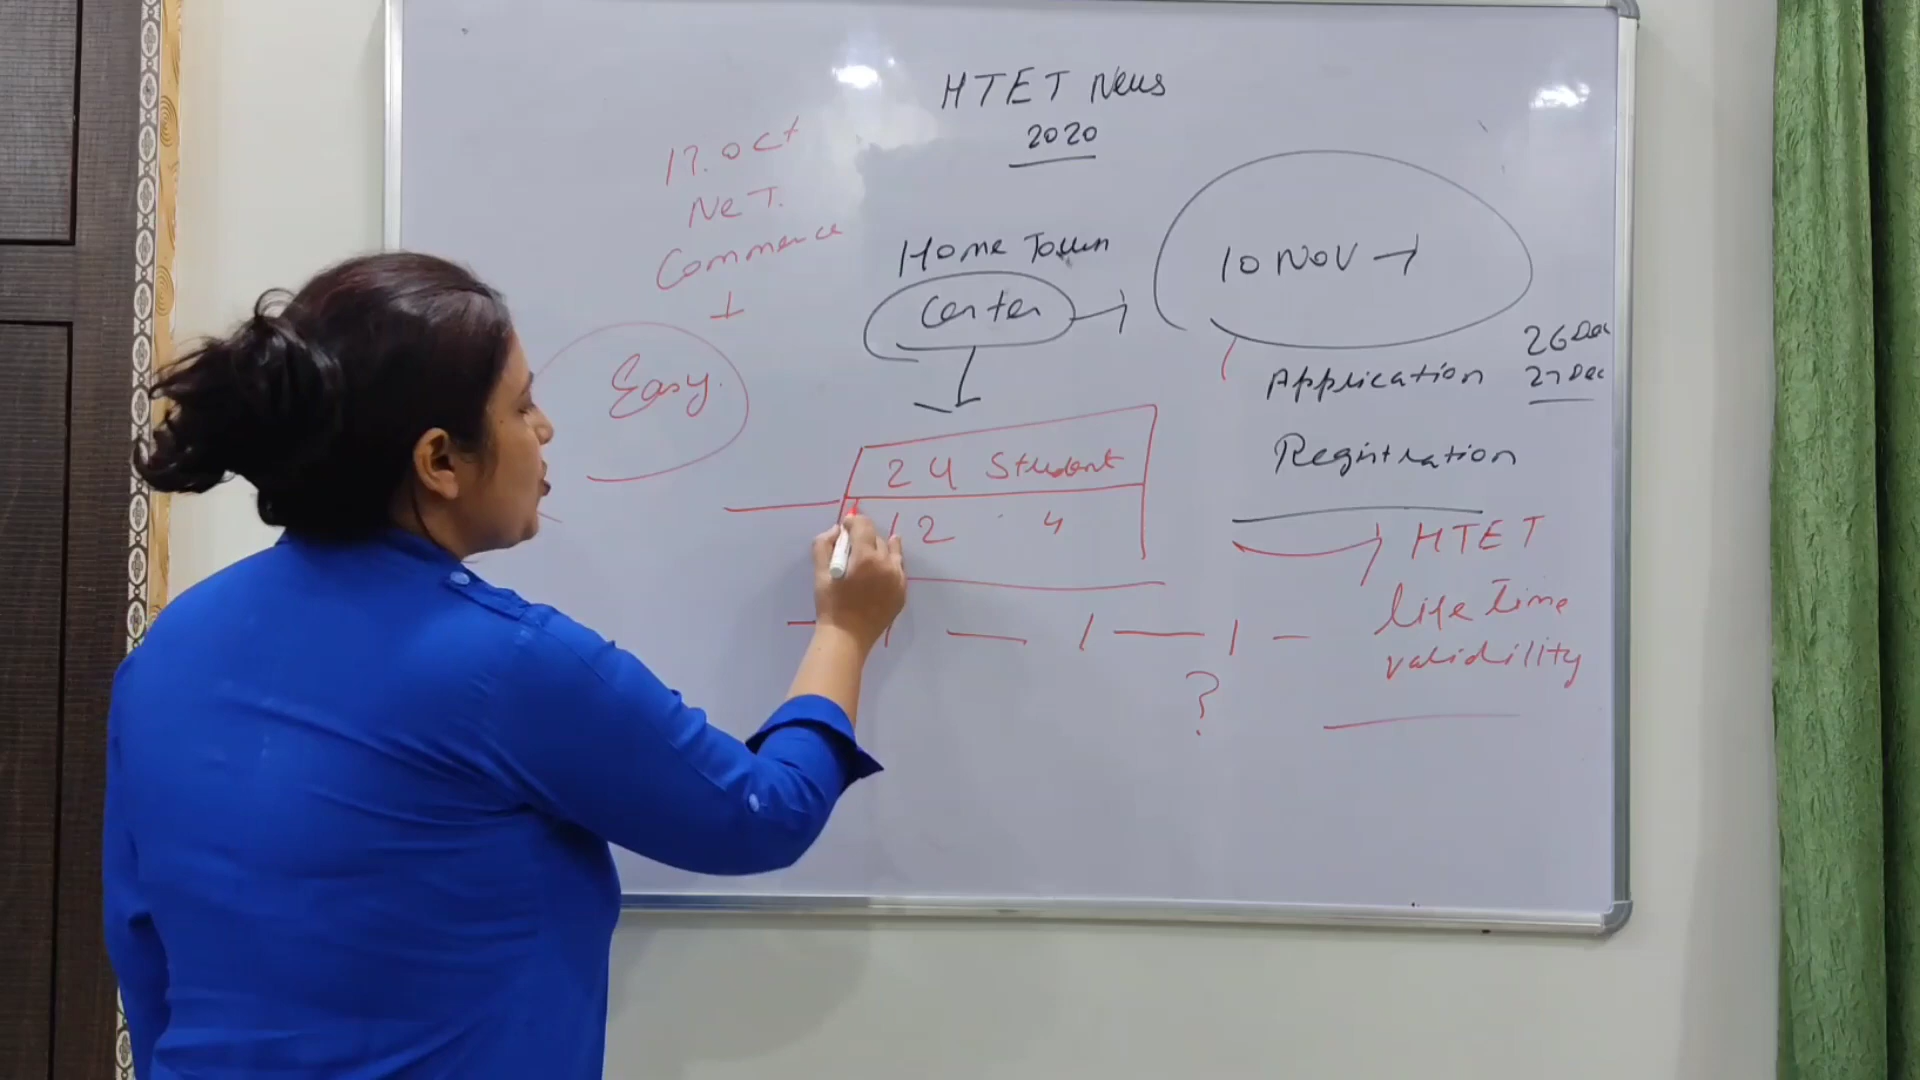 HTET News
2020
17. Oct
NeT.
Commerce
Easy.
Home Town
Center
24 Student
12 4
?
10 NOV
26 Dec
27 Dec
Application
Registration
HTET
life Time
validility